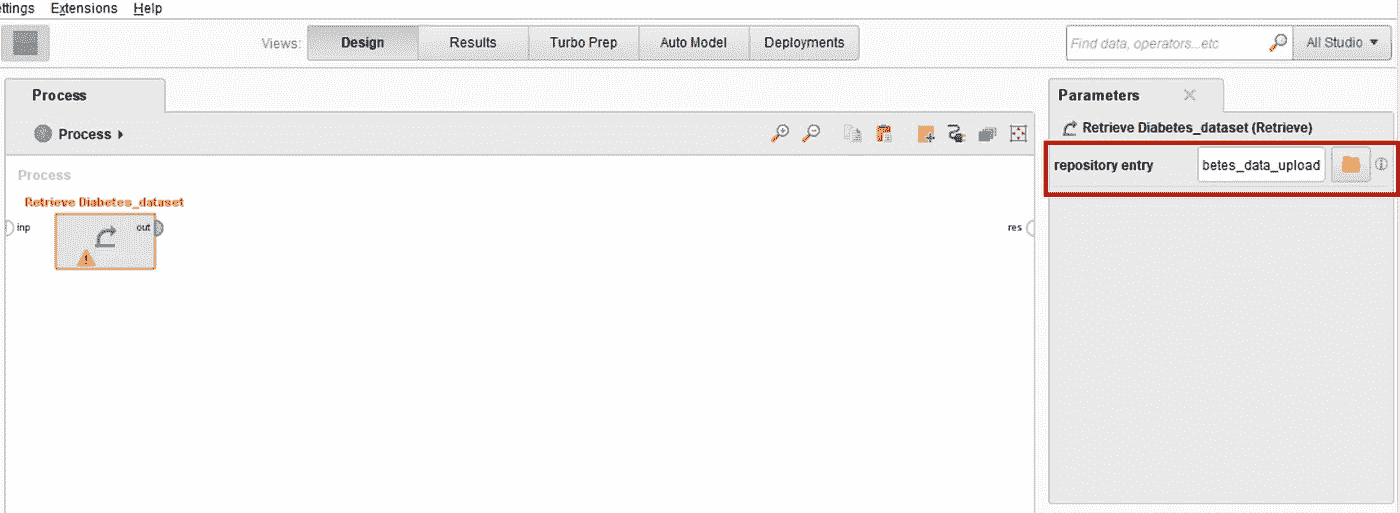 ettings Extensions Help
Views: Design Results Turbo Prep Auto Model Deployments Find data, operators...etc All Studio
Process
Process
Process
Retrieve Diabetes_dataset
inp
out
res
Parameters
Retrieve Diabetes_dataset (Retrieve)
repository entry betes_data_upload